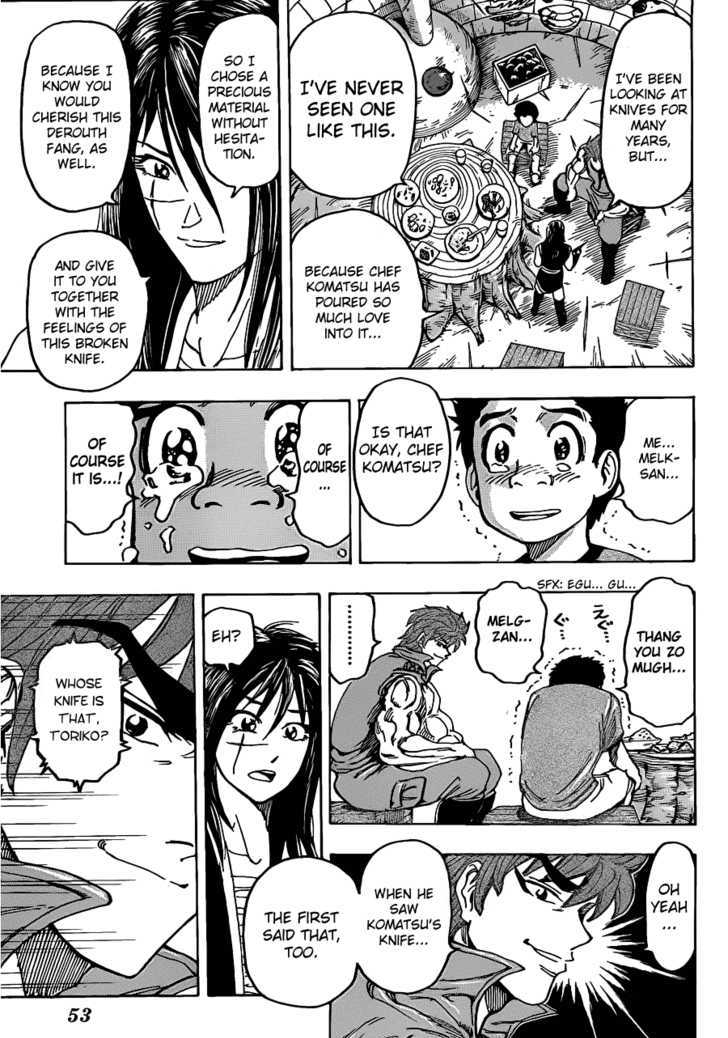 I'VE BEEN
LOOKING AT
KNIVES FOR
MANY
YEARS,
BUT...
I'VE NEVER
SEEN ONE
LIKE THIS.
BECAUSE CHEF
KOMATSU HAS
POURED SO
MUCH LOVE
INTO IT...
SO I
CHOSE A
PRECIOUS
MATERIAL
WITHOUT
HESITA-
TION.
BECAUSE I
KNOW YOU
WOULD
CHERISH THIS
DEROUTH
FANG, AS
WELL.
AND GIVE
IT TO YOU
TOGETHER
WITH THE
FEELINGS OF
THIS BROKEN
KNIFE.
ME...
MELK-
SAN...
IS THAT
OKAY, CHEF
KOMATSU?
OF
COURSE
...
OF
COURSE
IT IS...!
SFX: EGU... GU...
THANG
YOU ZO
MUGH...
えぐ
ぐ
MELG-
ZAN...
.........
EH?
WHOSE
KNIFE IS
THAT,
TORIKO?
OH
YEAH
...
WHEN HE
SAW
KOMATSU'S
KNIFE...
THE FIRST
SAID THAT,
TOO.
53